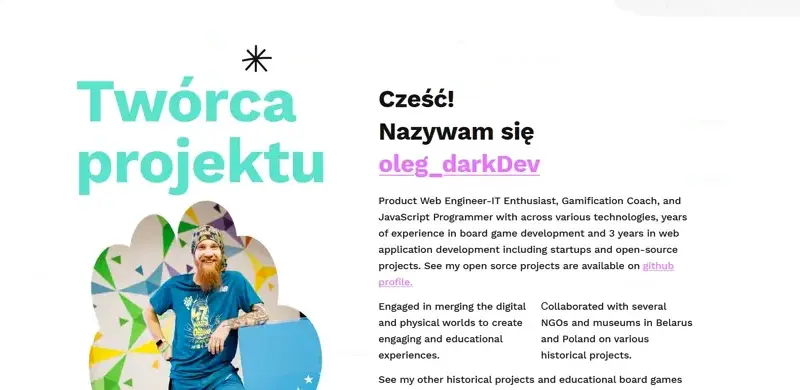 Twórca
projektu
Cześć!
Nazywam się
oleg_darkDev
Product Web Engineer-IT Enthusiast, Gamification Coach, and
JavaScript Programmer with across various technologies, years
of experience in board game development and 3 years in web
application development including startups and open-source
projects. See my open sorce projects are available on github
profile.
Engaged in merging the digital
and physical worlds to create
engaging and educational
experiences.
Collaborated with several
NGOs and museums in Belarus
and Poland on various
historical projects.
See my other historical projects and educational board games